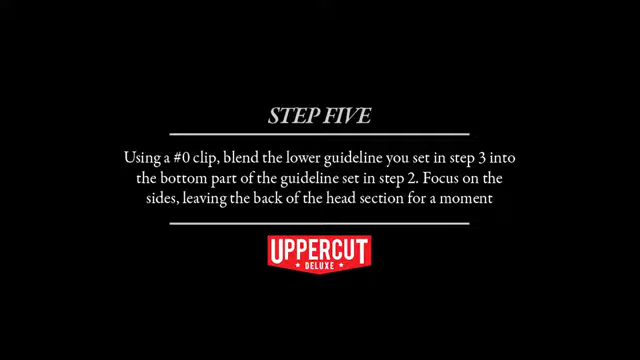 STEP FIVE
Using a #0 clip, blend the lower guideline you set in step 3 into
the bottom part of the guideline set in step 2. Focus on the
sides, leaving the back of the head section for a moment
UPPERCUT
DELUXE